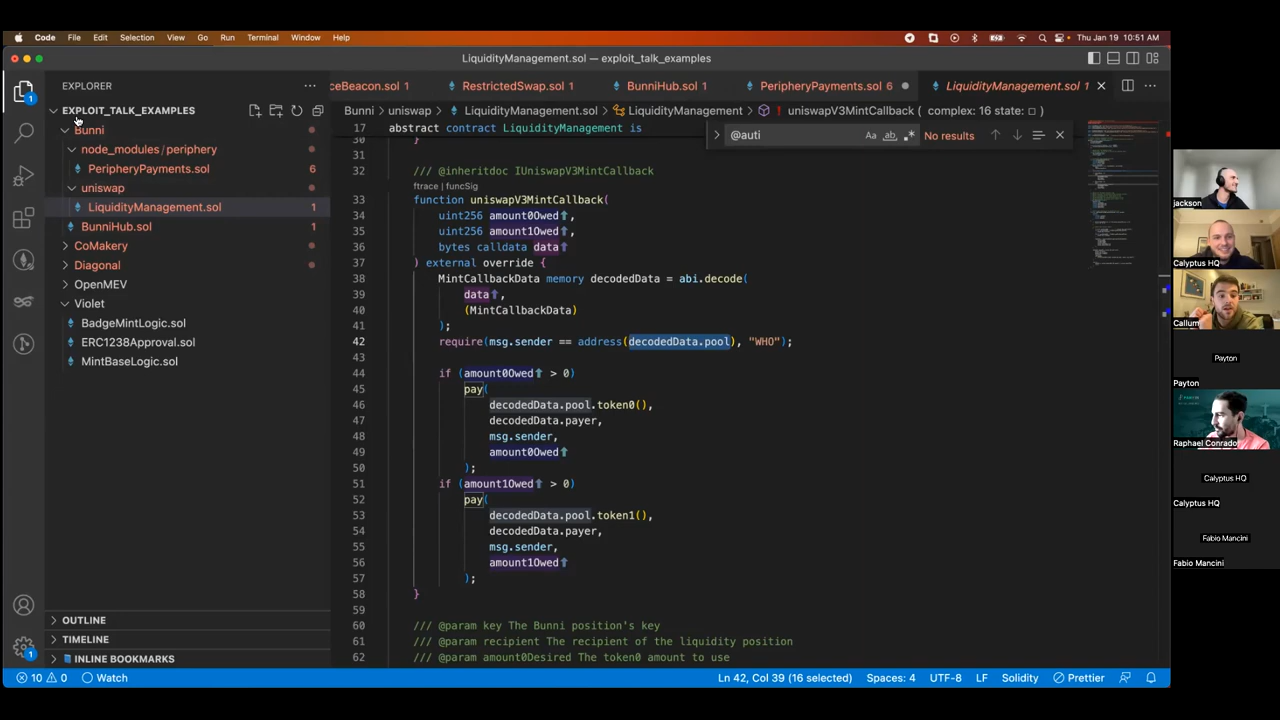 Code File Edit Selection View Go Run Terminal Window Help
Thu Jan 19 10:51 AM
LiquidityManagement.sol — exploit_talk_examples
EXPLORER
ceBeacon.sol 1 RestrictedSwap.sol 1 BunniHub.sol 1 PeripheryPayments.sol 6 LiquidityManagement.sol 1
EXPLOIT_TALK_EXAMPLES
Bunni
node_modules / periphery
PeripheryPayments.sol 6
uniswap
LiquidityManagement.sol 1
BunniHub.sol 1
CoMakery
Diagonal
OpenMEV
Violet
BadgeMintLogic.sol
ERC1238Approval.sol
MintBaseLogic.sol
OUTLINE
TIMELINE
INLINE BOOKMARKS
Bunni > uniswap > LiquidityManagement.sol > LiquidityManagement > uniswapV3MintCallback ( complex: 16 state: □ )
@auti Aa ab .* No results
17 abstract contract LiquidityManagement is
30 }
31
32 /// @inheritdoc IUniswapV3MintCallback
ftrace | funcSig
33 function uniswapV3MintCallback(
34 uint256 amount0Owed⬆,
35 uint256 amount1Owed⬆,
36 bytes calldata data⬆
37 ) external override {
38 MintCallbackData memory decodedData = abi.decode(
39 data⬆,
40 (MintCallbackData)
41 );
42 require(msg.sender == address(decodedData.pool), "WHO");
43
44 if (amount0Owed⬆ > 0)
45 pay(
46 decodedData.pool.token0(),
47 decodedData.payer,
48 msg.sender,
49 amount0Owed⬆
50 );
51 if (amount1Owed⬆ > 0)
52 pay(
53 decodedData.pool.token1(),
54 decodedData.payer,
55 msg.sender,
56 amount1Owed⬆
57 );
58 }
59
60 /// @param key The Bunni position's key
61 /// @param recipient The recipient of the liquidity position
62 /// @param amount0Desired The token0 amount to use
1
1
10 0 Watch
Ln 42, Col 39 (16 selected) Spaces: 4 UTF-8 LF Solidity Prettier
jackson
Calyptus HQ
Callum
Payton
Payton
Raphael Conrado
Calyptus HQ
Calyptus HQ
Fabio Mancini
Fabio Mancini